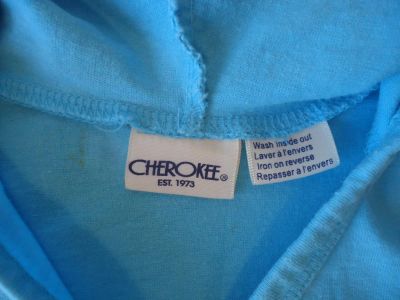 CHEROKEE®
EST. 1973
Wash inside out
Laver à l'envers
Iron on reverse
Repasser à l'envers